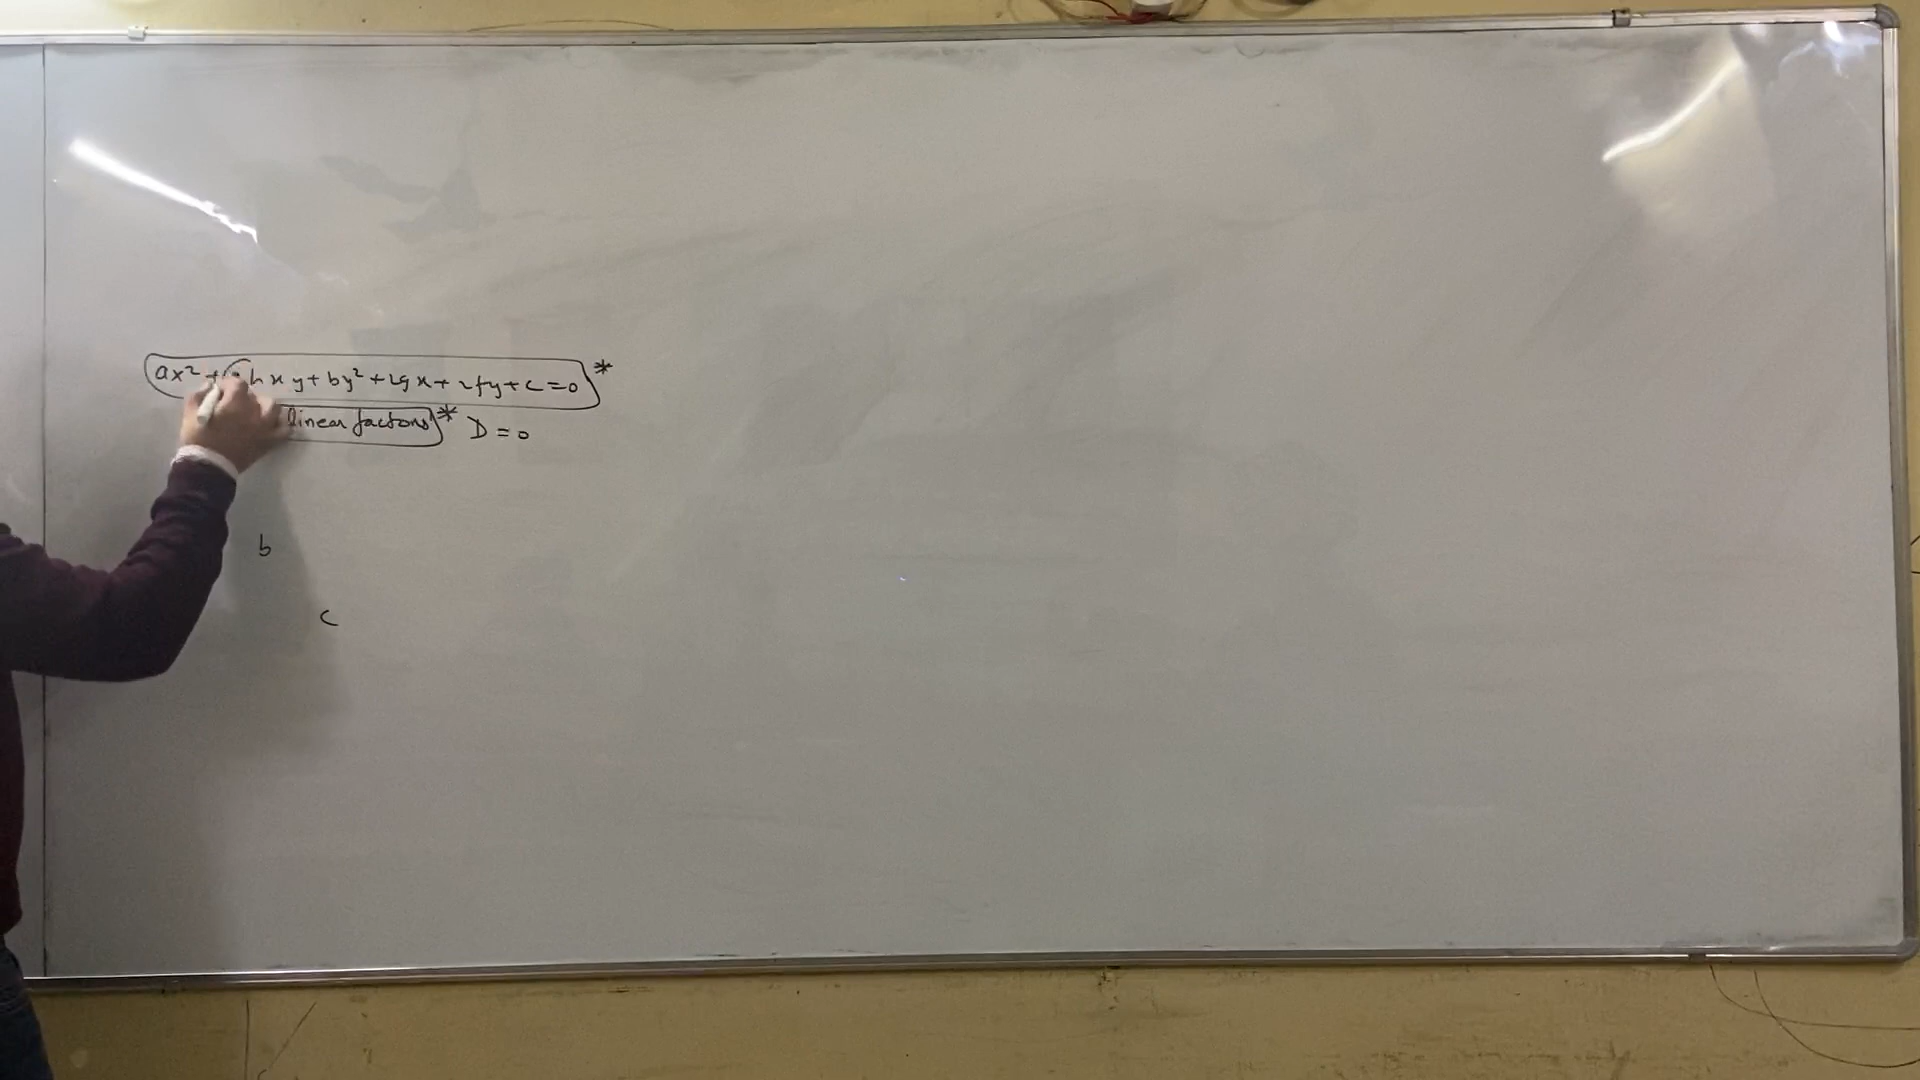 ax² + 2hxy + by² + 2gx + 2fy + c = 0 *
linear factors * D = 0
b
c